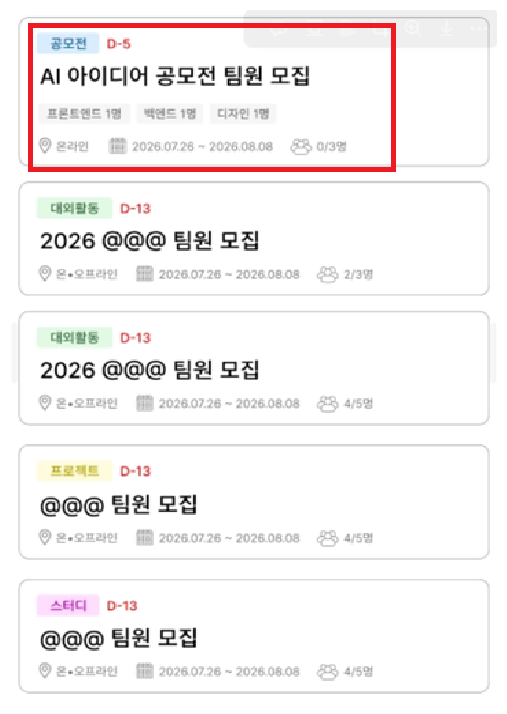 공모전 D-5
AI 아이디어 공모전 팀원 모집
프론트엔드 1명 백엔드 1명 디자인 1명
온라인 2026.07.26 ~ 2026.08.08 0/3명
대외활동 D-13
2026 @@@ 팀원 모집
온•오프라인 2026.07.26 ~ 2026.08.08 2/3명
대외활동 D-13
2026 @@@ 팀원 모집
온•오프라인 2026.07.26 ~ 2026.08.08 4/5명
프로젝트 D-13
@@@ 팀원 모집
온•오프라인 2026.07.26 ~ 2026.08.08 4/5명
스터디 D-13
@@@ 팀원 모집
온•오프라인 2026.07.26 ~ 2026.08.08 4/5명